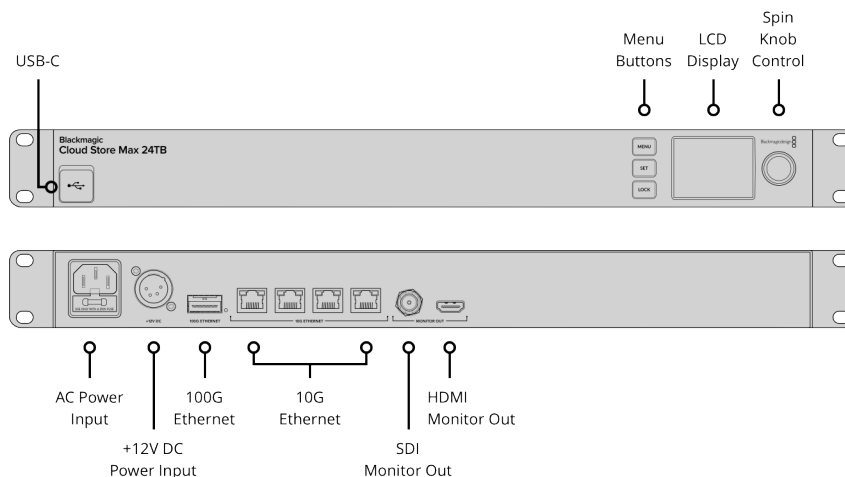 USB-C
Menu
Buttons
LCD
Display
Spin
Knob
Control
Blackmagic
Cloud Store Max 24TB
MENU
SET
LOCK
Blackmagicdesign
+12V DC
100G ETHERNET
10G ETHERNET
MONITOR OUT
AC Power
Input
+12V DC
Power Input
100G
Ethernet
10G
Ethernet
SDI
Monitor Out
HDMI
Monitor Out